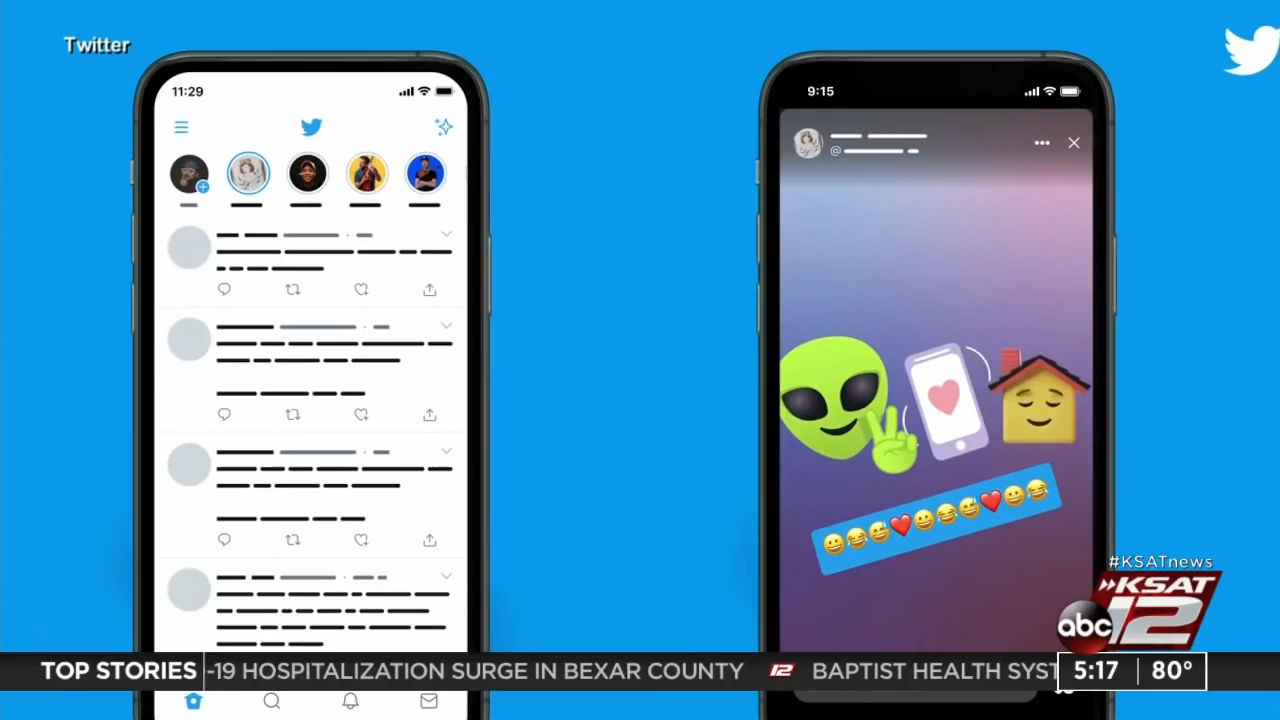 Twitter
11:29
9:15
@
#KSATnews
KSAT
12
abc
TOP STORIES
-19 HOSPITALIZATION SURGE IN BEXAR COUNTY 12 BAPTIST HEALTH SYST
5:17 80°